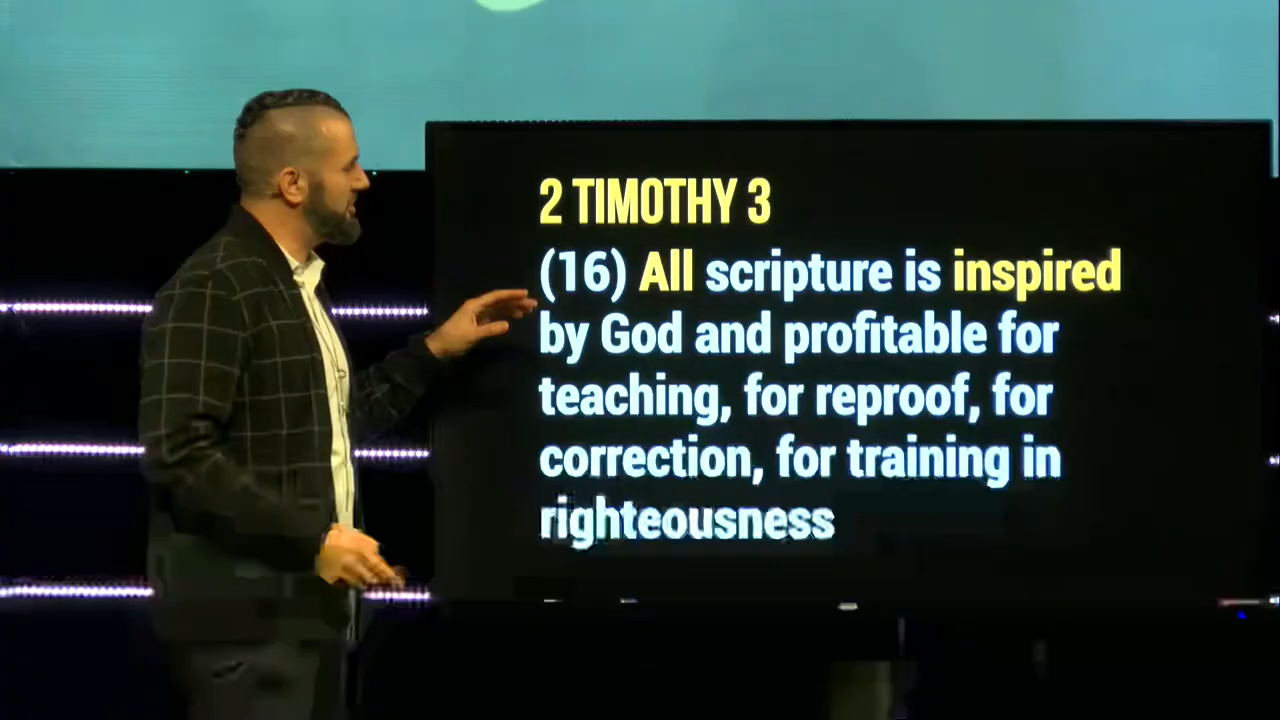 2 TIMOTHY 3
(16) All scripture is inspired
by God and profitable for
teaching, for reproof, for
correction, for training in
righteousness